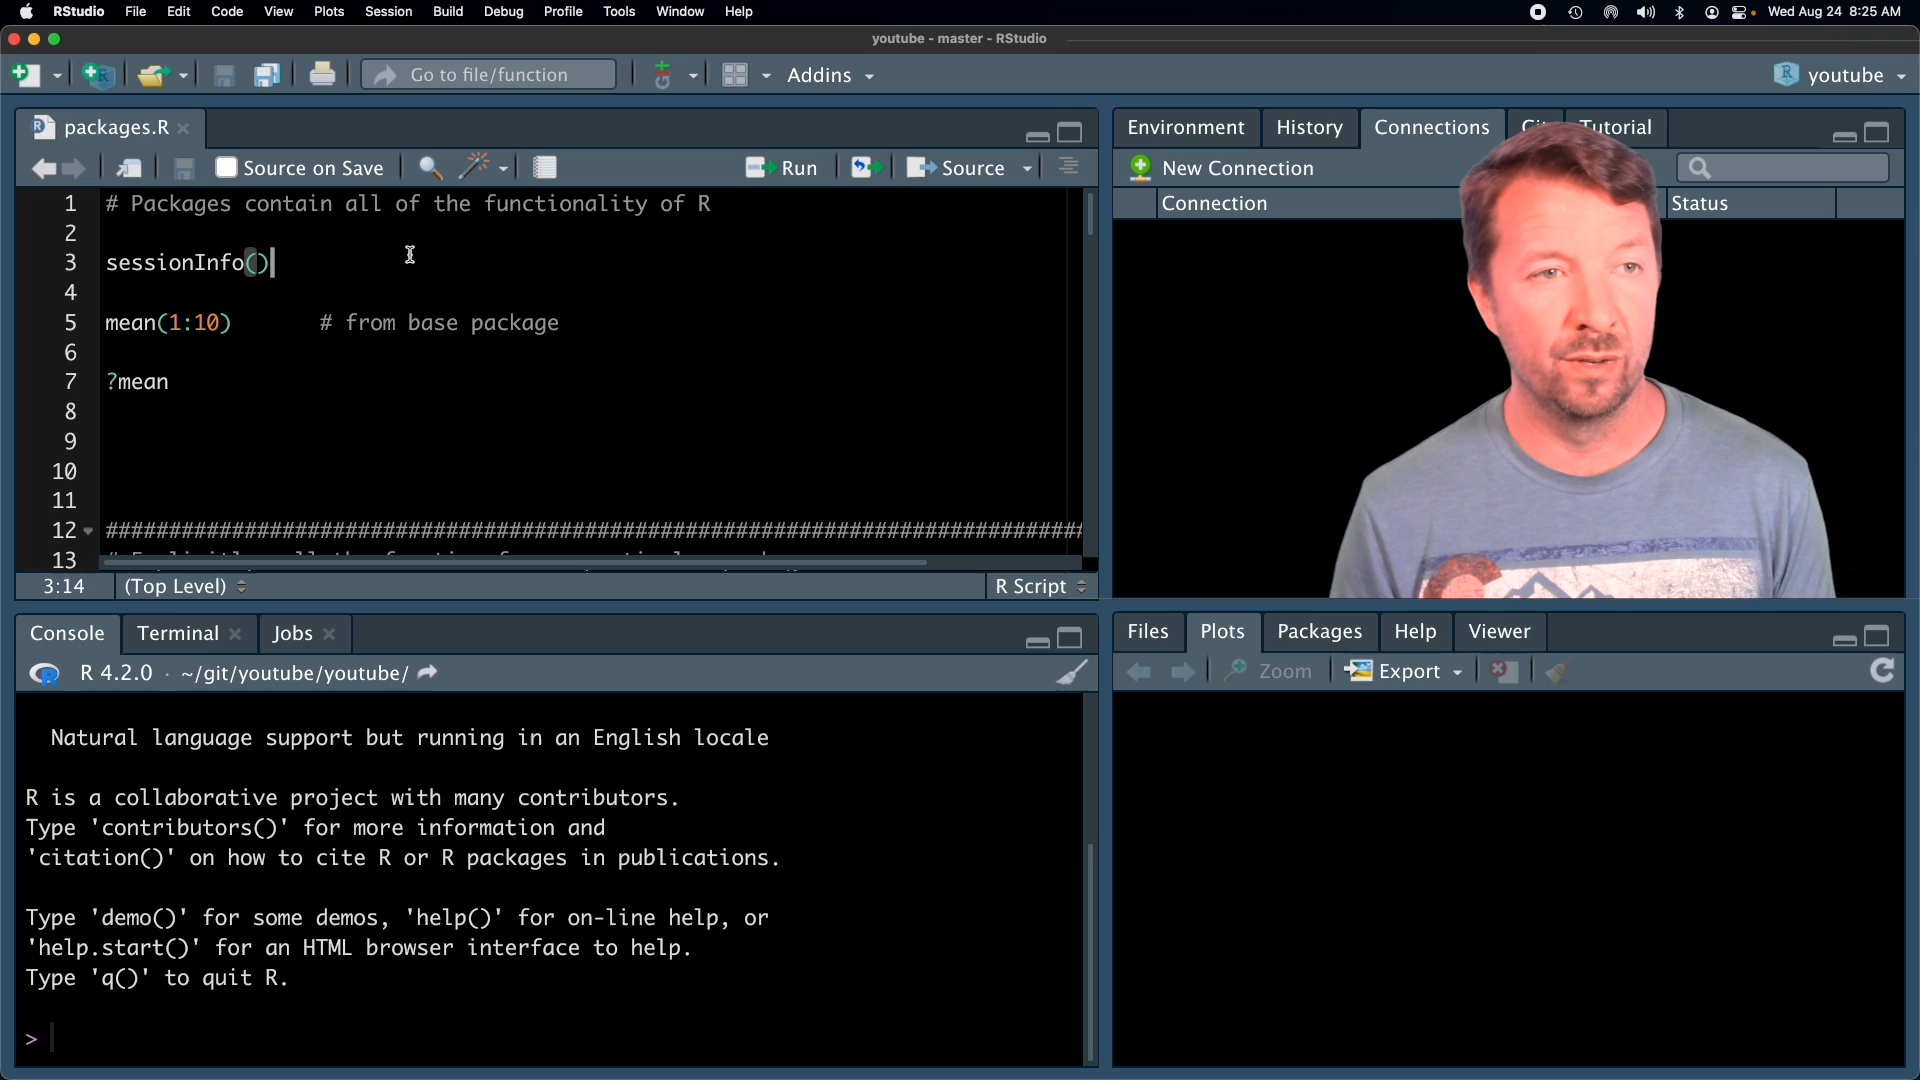 RStudio File Edit Code View Plots Session Build Debug Profile Tools Window Help Wed Aug 24 8:25 AM
youtube - master - RStudio
Go to file/function Addins youtube
packages.R
Source on Save Run Source
1 # Packages contain all of the functionality of R
2
3 sessionInfo()
4
5 mean(1:10) # from base package
6
7 ?mean
8
9
10
11
12 ##############################################################################
13
3:14 (Top Level) R Script
Environment History Connections Tutorial
New Connection
Connection Status
Console Terminal Jobs
R 4.2.0 · ~/git/youtube/youtube/
Natural language support but running in an English locale
R is a collaborative project with many contributors.
Type 'contributors()' for more information and
'citation()' on how to cite R or R packages in publications.
Type 'demo()' for some demos, 'help()' for on-line help, or
'help.start()' for an HTML browser interface to help.
Type 'q()' to quit R.
>
Files Plots Packages Help Viewer
Zoom Export